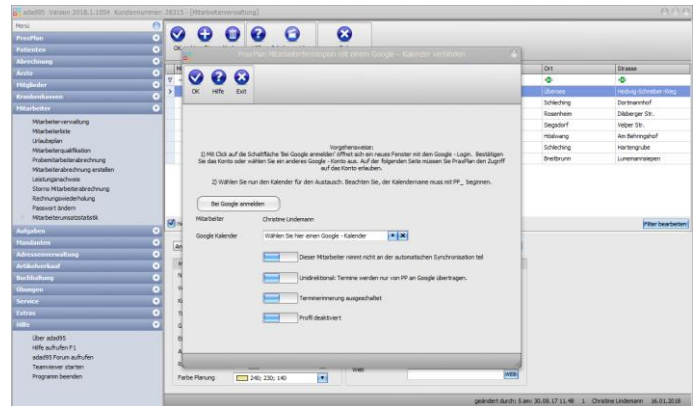 adad95 Version 2018.1.1054 Kundennummer: 28315 - [Mitarbeiterverwaltung]
Menü
PraxPlan
Patienten
Abrechnung
Ärzte
Mitglieder
Krankenkassen
Mitarbeiter
Mitarbeiterverwaltung
Mitarbeiterliste
Urlaubsplan
Mitarbeiterqualifikation
Probemitarbeiterabrechnung
Mitarbeiterabrechnung erstellen
Leistungsnachweis
Storno Mitarbeiterabrechnung
Rechnungswiederholung
Passwort ändern
Mitarbeiterumsatzstatistik
Aufgaben
Mandanten
Adressenverwaltung
Artikelverkauf
Buchhaltung
Übungen
Service
Extras
Hilfe
Über adad95
Hilfe aufrufen F1
adad95 Forum aufrufen
Teamviewer starten
Programm beenden
PraxPlan Mitarbeiterterminplan mit einem Google - Kalender verbinden
OK Hilfe Exit
Vorgehensweise:
1) Mit Click auf die Schaltfläche 'Bei Google anmelden' öffnet sich ein neues Fenster mit dem Google - Login. Bestätigen
Sie das Konto oder wählen Sie ein anderes Google - Konto aus. Auf der folgenden Seite müssen Sie PraxPlan den Zugriff
auf das Konto erlauben.
2) Wählen Sie nun den Kalender für den Austausch. Beachten Sie, der Kalendername muss mit PP_ beginnen.
Bei Google anmelden
Mitarbeiter Christine Lindemann
Google Kalender Wählen Sie hier einen Google - Kalender
Dieser Mitarbeiter nimmt nicht an der automatischen Synchronisation teil
Unidirektional: Termine werden nur von PP an Google übertragen.
Terminerinnerung ausgeschaltet
Profil deaktiviert
Ort Strasse
Übersee Hedwig-Schreiber-Weg
Schleching Dortmannhof
Rosenheim Dilsberger Str.
Siegsdorf Velper Str.
Höslwang Am Behringshof
Schleching Hartengrube
Breitbrunn Lunemannsiepen
Filter bearbeiten
Farbe Planung 240; 230; 140
Web WEB
geändert durch: S am: 30.08.17 11:48 1 Christine Lindemann 16.01.2018